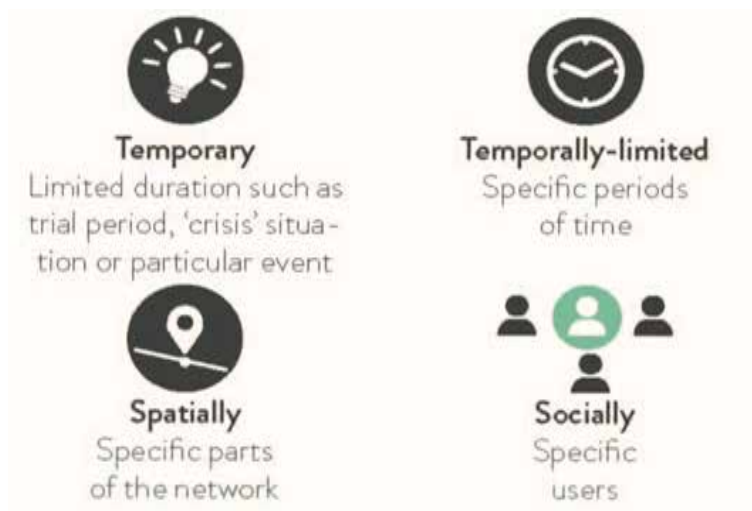 Temporary
Limited duration such as
trial period, ‘crisis’ situa-
tion or particular event
Temporally-limited
Specific periods
of time
Spatially
Specific parts
of the network
Socially
Specific
users